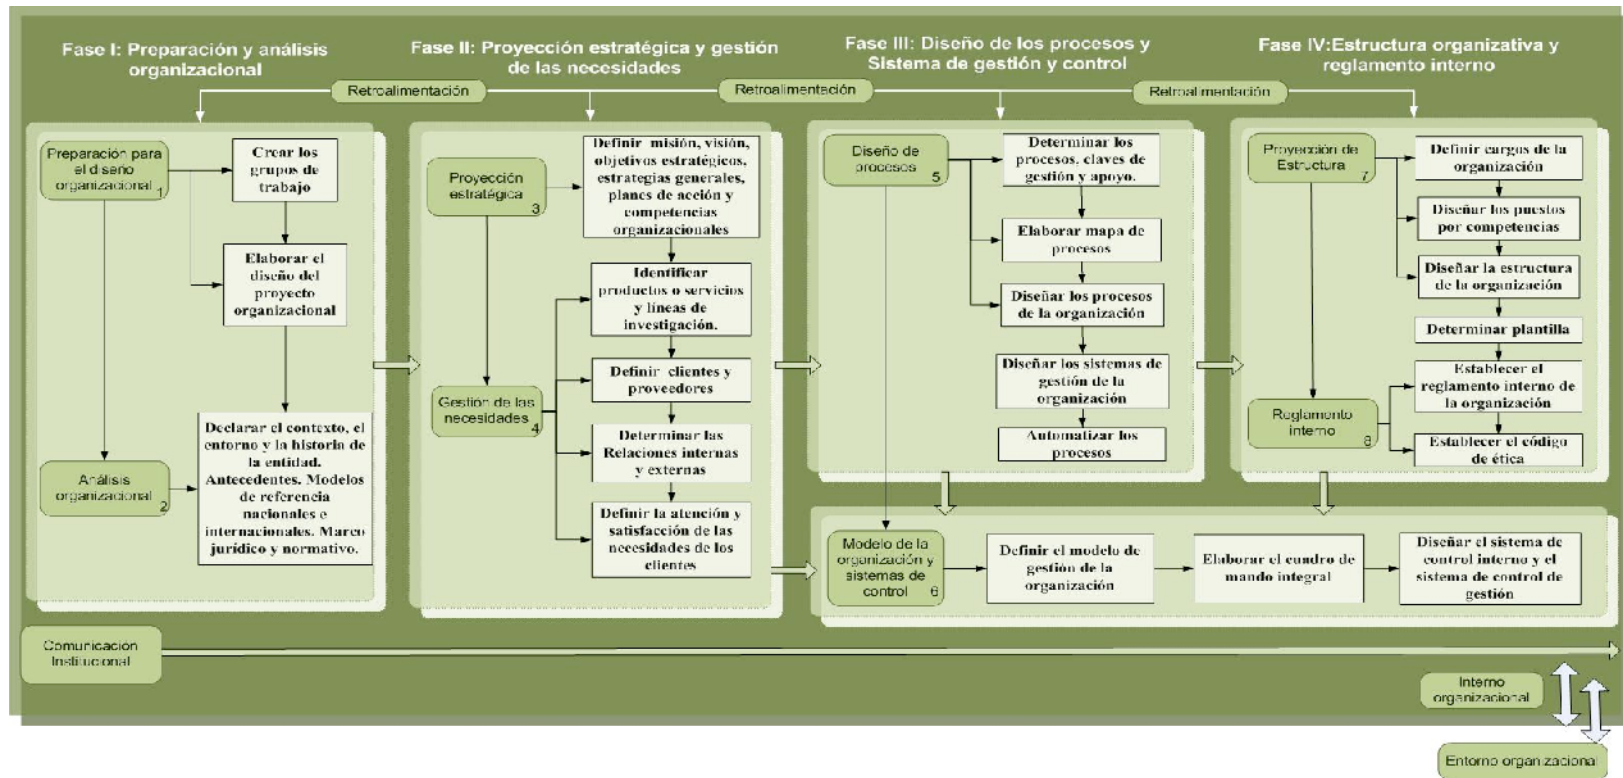 Fase I: Preparación y análisis
organizacional
Fase II: Proyección estratégica y gestión
de las necesidades
Fase III: Diseño de los procesos y
Sistema de gestión y control
Fase IV:Estructura organizativa y
reglamento interno
Retroalimentación
Retroalimentación
Retroalimentación
Preparación para
el diseño
organizacional
1
Crear los
grupos de
trabajo
Elaborar el
diseño del
proyecto
organizacional
Análisis
organizacional
2
Declarar el contexto, el
entorno y la historia de
la entidad.
Antecedentes. Modelos
de referencia
nacionales e
internacionales. Marco
jurídico y normativo.
Proyección
estratégica
3
Definir misión, visión,
objetivos estratégicos,
estrategias generales,
planes de acción y
competencias
organizacionales
Identificar
productos o servicios
y líneas de
investigación.
Gestión de las
necesidades
4
Definir clientes y
proveedores
Determinar las
Relaciones internas
y externas
Definir la atención y
satisfacción de las
necesidades de los
clientes
Diseño de
procesos
5
Determinar los
procesos, claves de
gestión y apoyo.
Elaborar mapa de
procesos
Diseñar los procesos
de la organización
Diseñar los sistemas de
gestión de la
organización
Automatizar los
procesos
Proyección de
Estructura
7
Definir cargos de la
organización
Diseñar los puestos
por competencias
Diseñar la estructura
de la organización
Determinar plantilla
Reglamento
interno
8
Establecer el
reglamento interno de
la organización
Establecer el código
de ética
Modelo de la
organización y
sistemas de
control
6
Definir el modelo de
gestión de la
organización
Elaborar el cuadro de
mando integral
Diseñar el sistema de
control interno y el
sistema de control de
gestión
Comunicación
Institucional
Interno
organizacional
Entorno organizacional